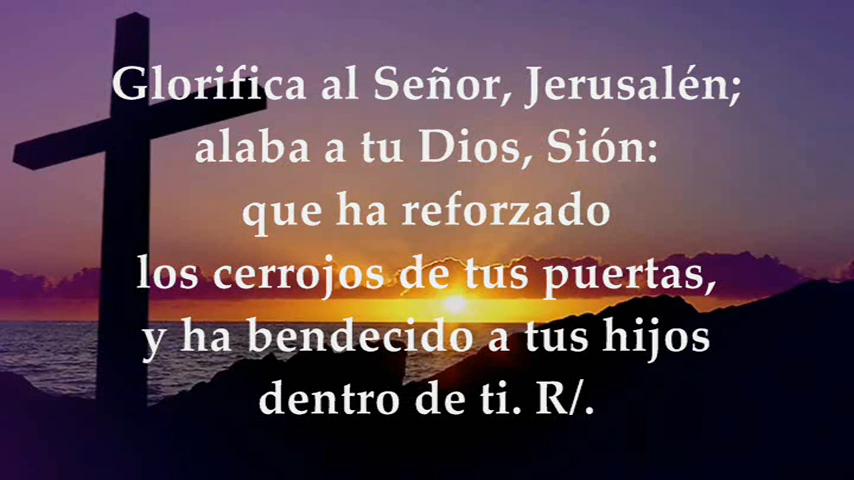 Glorifica al Señor, Jerusalén;
alaba a tu Dios, Sión:
que ha reforzado
los cerrojos de tus puertas,
y ha bendecido a tus hijos
dentro de ti. R/.